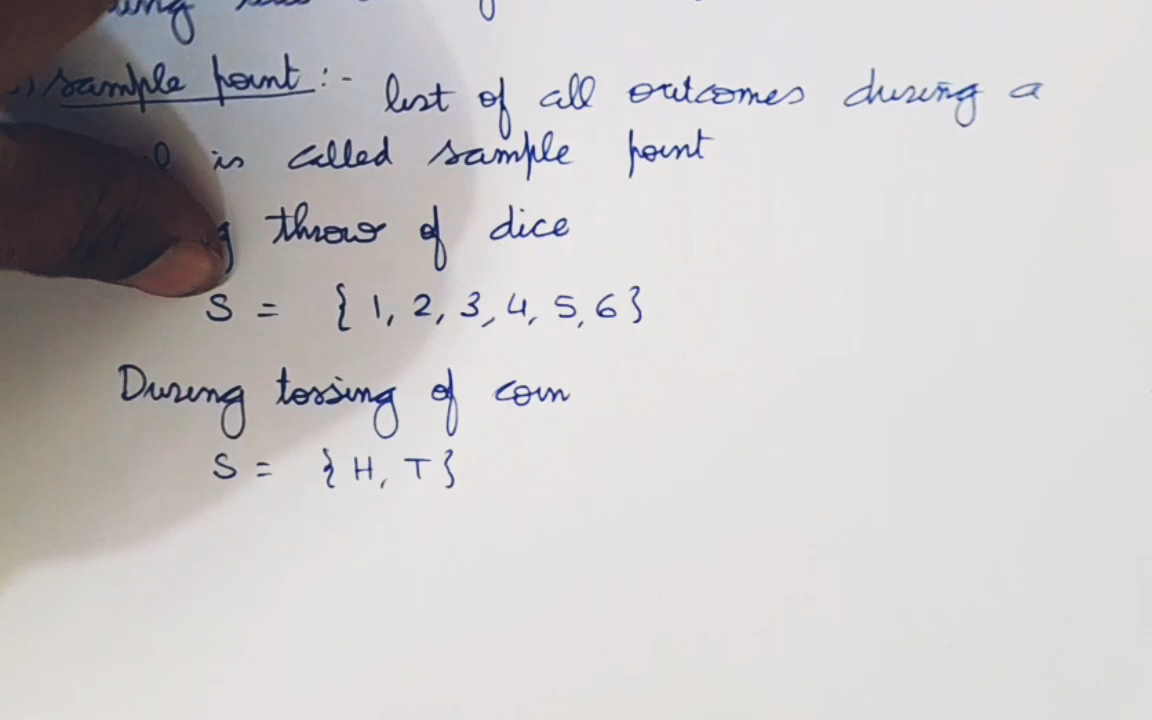 sample point :- list of all outcomes during a
is called sample point
throw of dice
S = { 1, 2, 3, 4, 5, 6 }
During tossing of coin
S = { H, T }